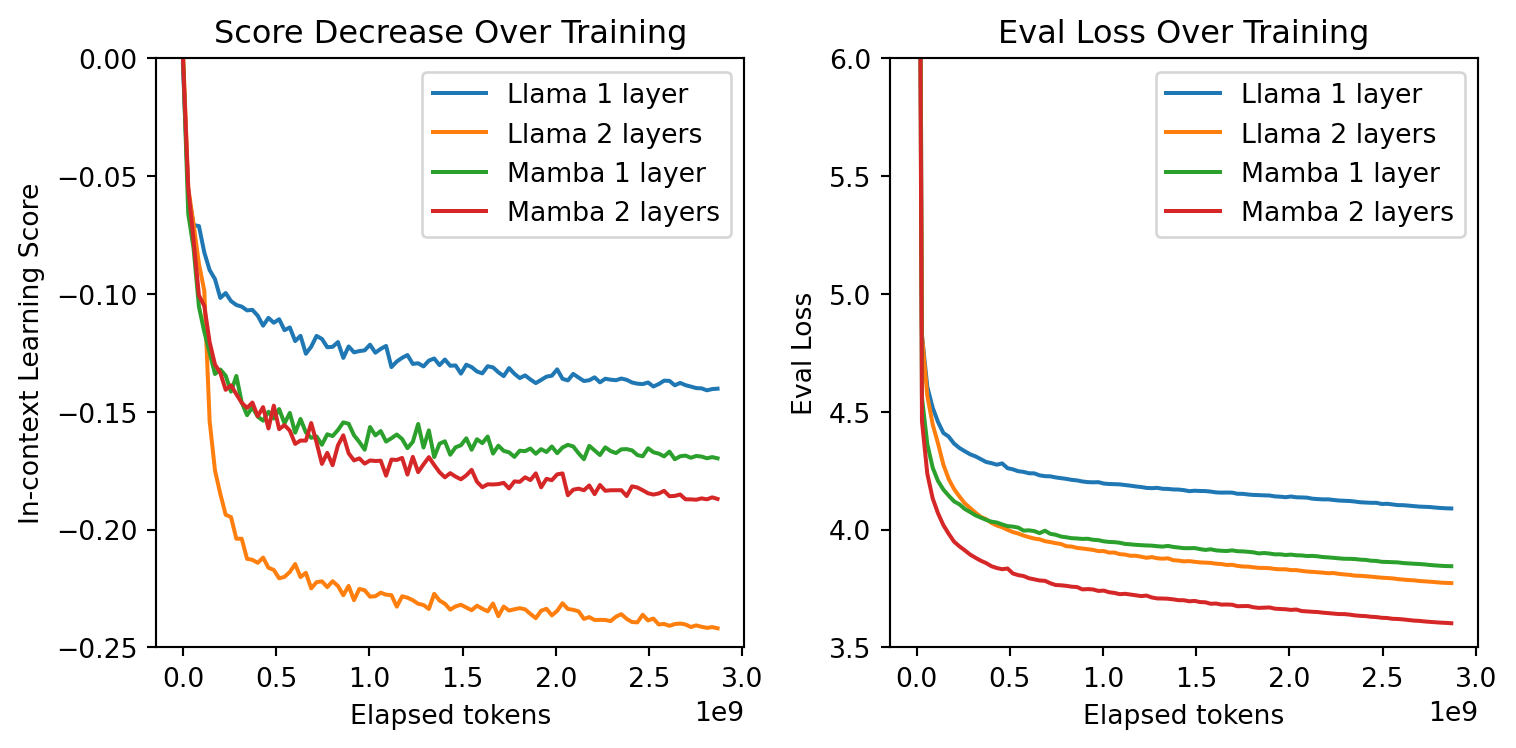 Score Decrease Over Training
In-context Learning Score
0.00
−0.05
−0.10
−0.15
−0.20
−0.25
Llama 1 layer
Llama 2 layers
Mamba 1 layer
Mamba 2 layers
0.0 0.5 1.0 1.5 2.0 2.5 3.0
Elapsed tokens 1e9
Eval Loss Over Training
Eval Loss
6.0
5.5
5.0
4.5
4.0
3.5
Llama 1 layer
Llama 2 layers
Mamba 1 layer
Mamba 2 layers
0.0 0.5 1.0 1.5 2.0 2.5 3.0
Elapsed tokens 1e9